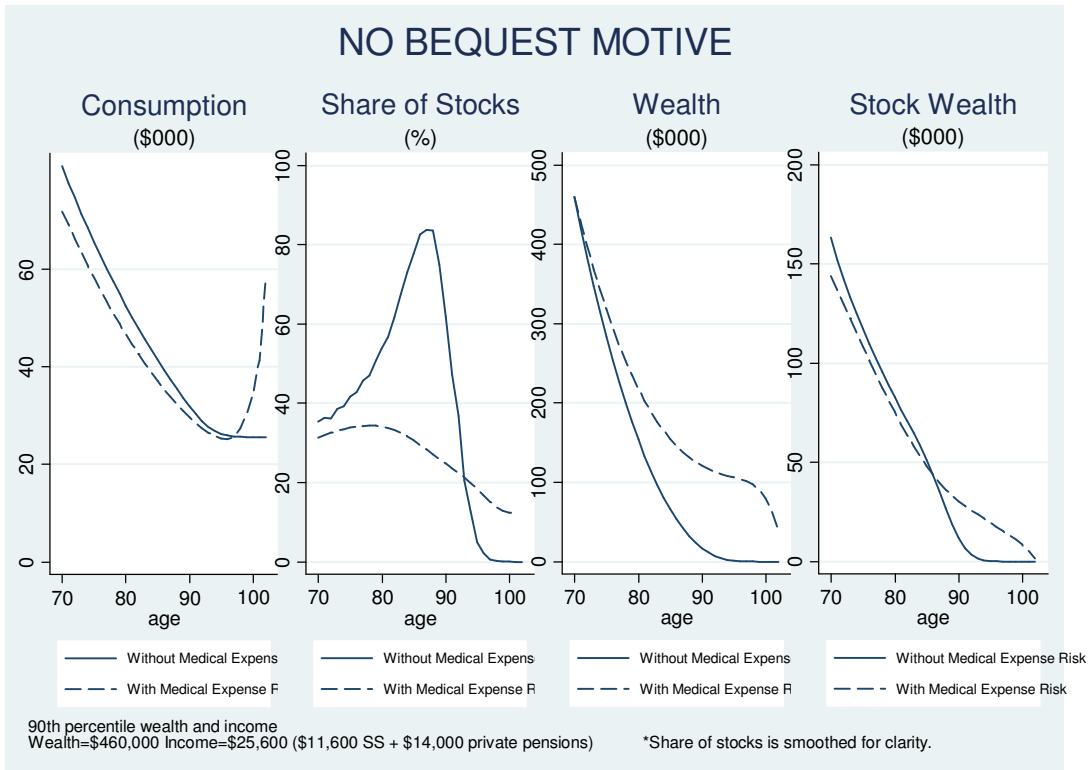 NO BEQUEST MOTIVE
Consumption
($000)
0 20 40 60
70 80 90 100
age
Without Medical Expens
With Medical Expense R
Share of Stocks
(%)
0 20 40 60 80 100
70 80 90 100
age
Without Medical Expens
With Medical Expense R
Wealth
($000)
0 100 200 300 400 500
70 80 90 100
age
Without Medical Expens
With Medical Expense R
Stock Wealth
($000)
0 50 100 150 200
70 80 90 100
age
Without Medical Expense Risk
With Medical Expense Risk
90th percentile wealth and income
Wealth=$460,000 Income=$25,600 ($11,600 SS + $14,000 private pensions) *Share of stocks is smoothed for clarity.